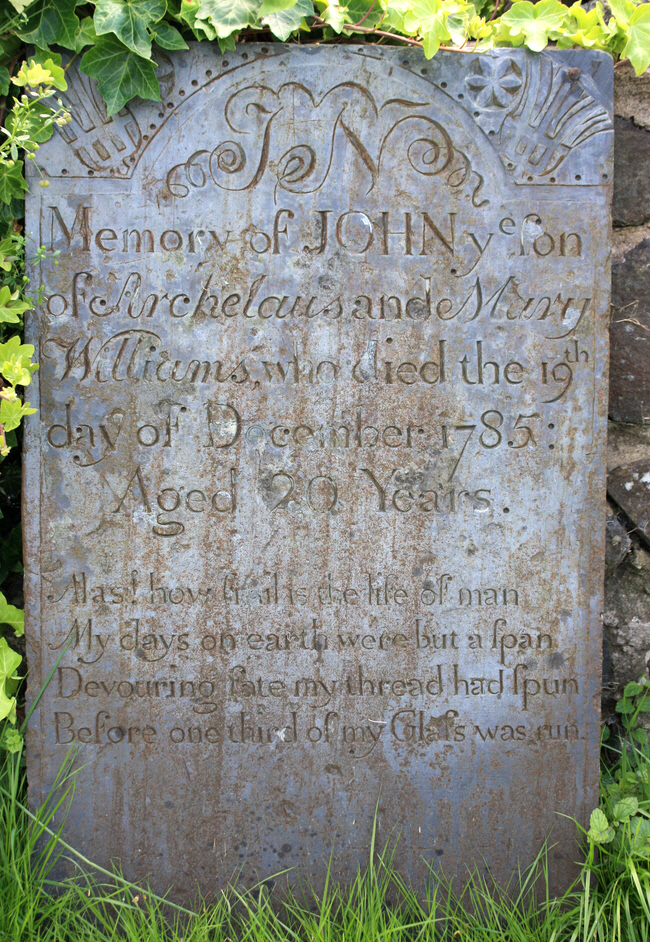 In
Memory of JOHN yᵉ ſon
of Archelaus and Mary
Williams, who died the 19ᵗʰ
day of December 1785:
Aged 20 Years.
Alas! how frail is the life of man
My days on earth were but a ſpan
Devouring fate my thread had ſpun
Before one third of my Glaſs was run.